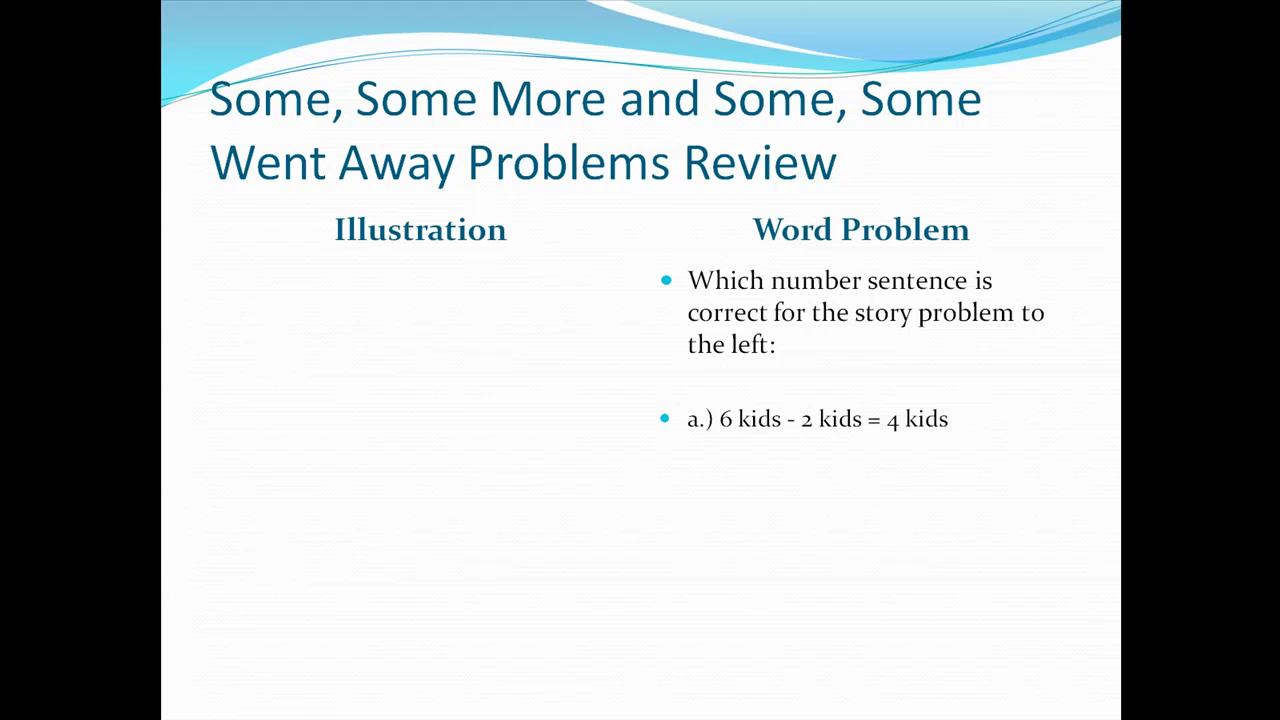 Some, Some More and Some, Some
Went Away Problems Review
Illustration
Word Problem
Which number sentence is
correct for the story problem to
the left:
a.) 6 kids - 2 kids = 4 kids